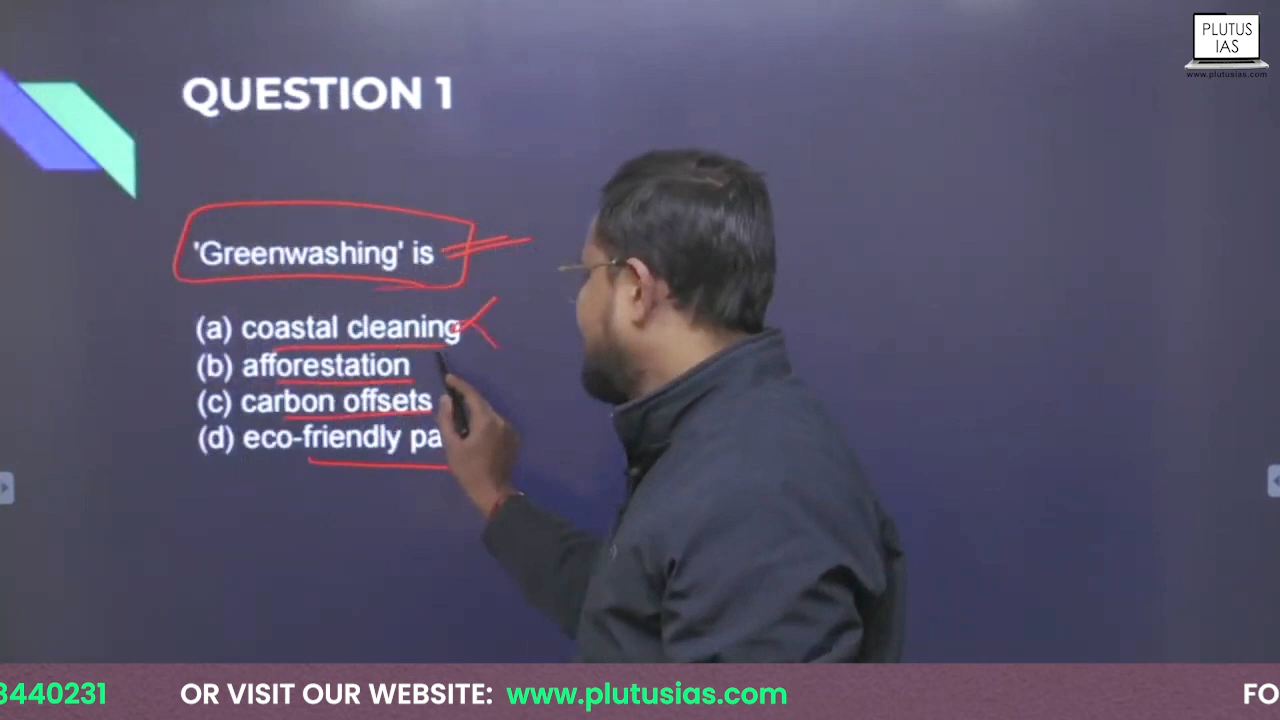 PLUTUS
IAS
www.plutusias.com
QUESTION 1
'Greenwashing' is
(a) coastal cleaning
(b) afforestation
(c) carbon offsets
(d) eco-friendly
3440231 OR VISIT OUR WEBSITE: www.plutusias.com FO